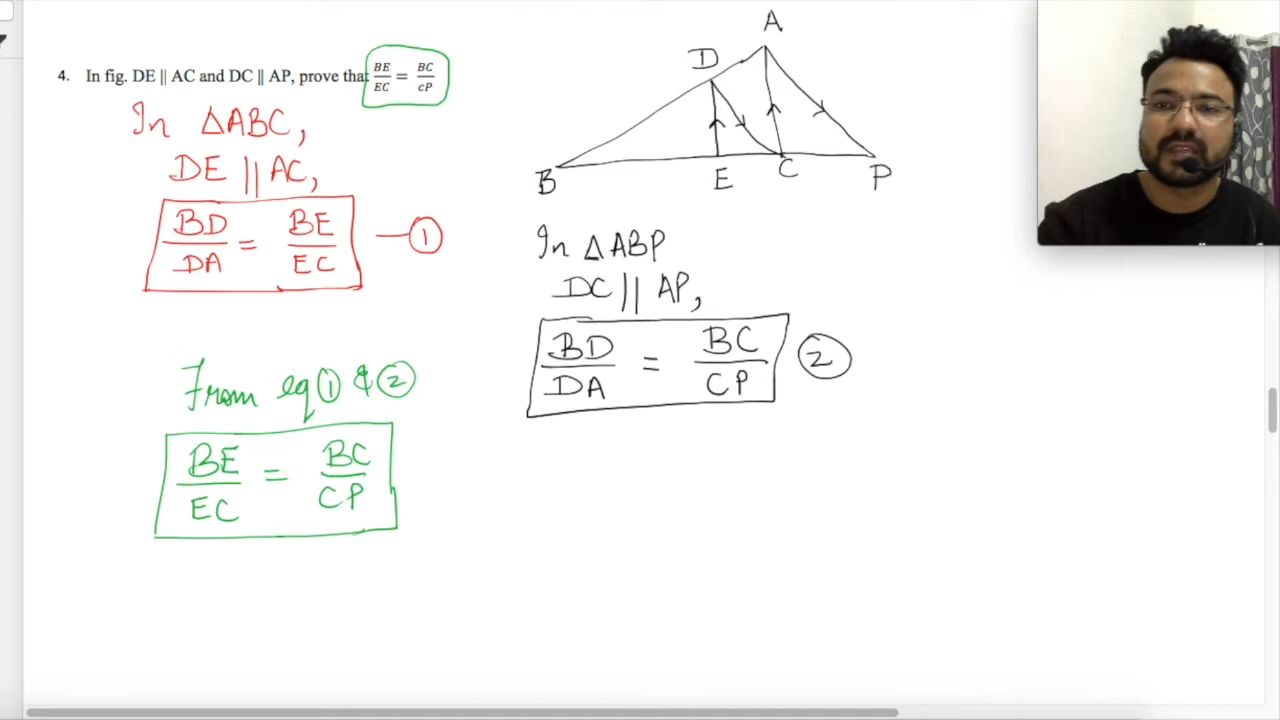 4. In fig. DE || AC and DC || AP, prove that BE/EC = BC/cP
A
D
B
E
C
P
In △ABC,
DE || AC,
BD/DA = BE/EC —①
In △ABP
DC || AP,
BD/DA = BC/CP ②
From eq ① & ②
BE/EC = BC/CP